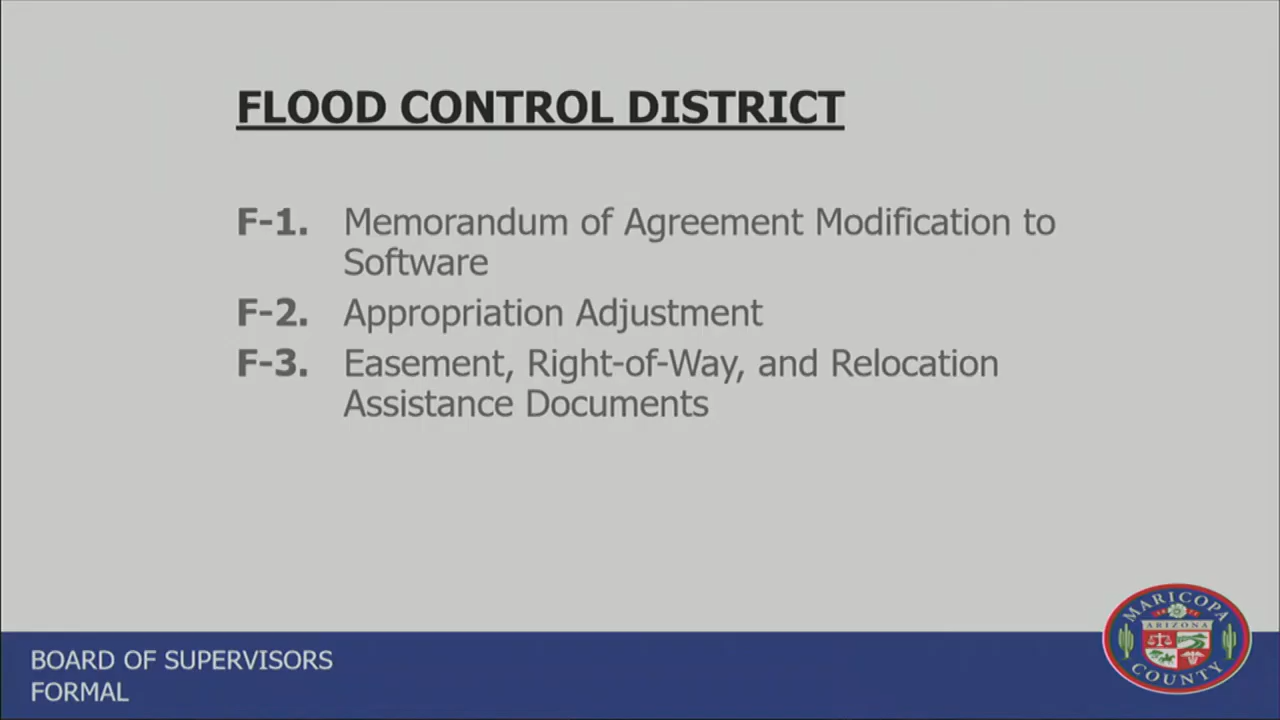 FLOOD CONTROL DISTRICT
F-1. Memorandum of Agreement Modification to
Software
F-2. Appropriation Adjustment
F-3. Easement, Right-of-Way, and Relocation
Assistance Documents
BOARD OF SUPERVISORS
FORMAL
MARICOPA
ARIZONA
COUNTY